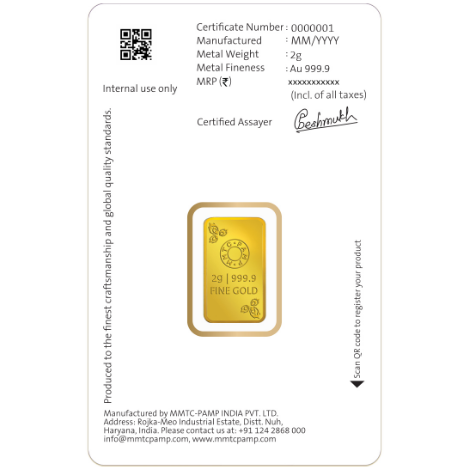 Certificate Number : 0000001
Manufactured : MM/YYYY
Metal Weight : 2g
Metal Fineness : Au 999.9
MRP (₹) xxxxxxxxxxx
(Incl. of all taxes)
Internal use only
Certified Assayer
Produced to the finest craftsmanship and global quality standards.
MMTC-PAMP
2g | 999.9
FINE GOLD
Scan QR code to register your product
Manufactured by MMTC-PAMP INDIA PVT. LTD.
Address: Rojka-Meo Industrial Estate, Distt. Nuh,
Haryana, India. Please contact us at: +91 124 2868 000
info@mmtcpamp.com, www.mmtcpamp.com